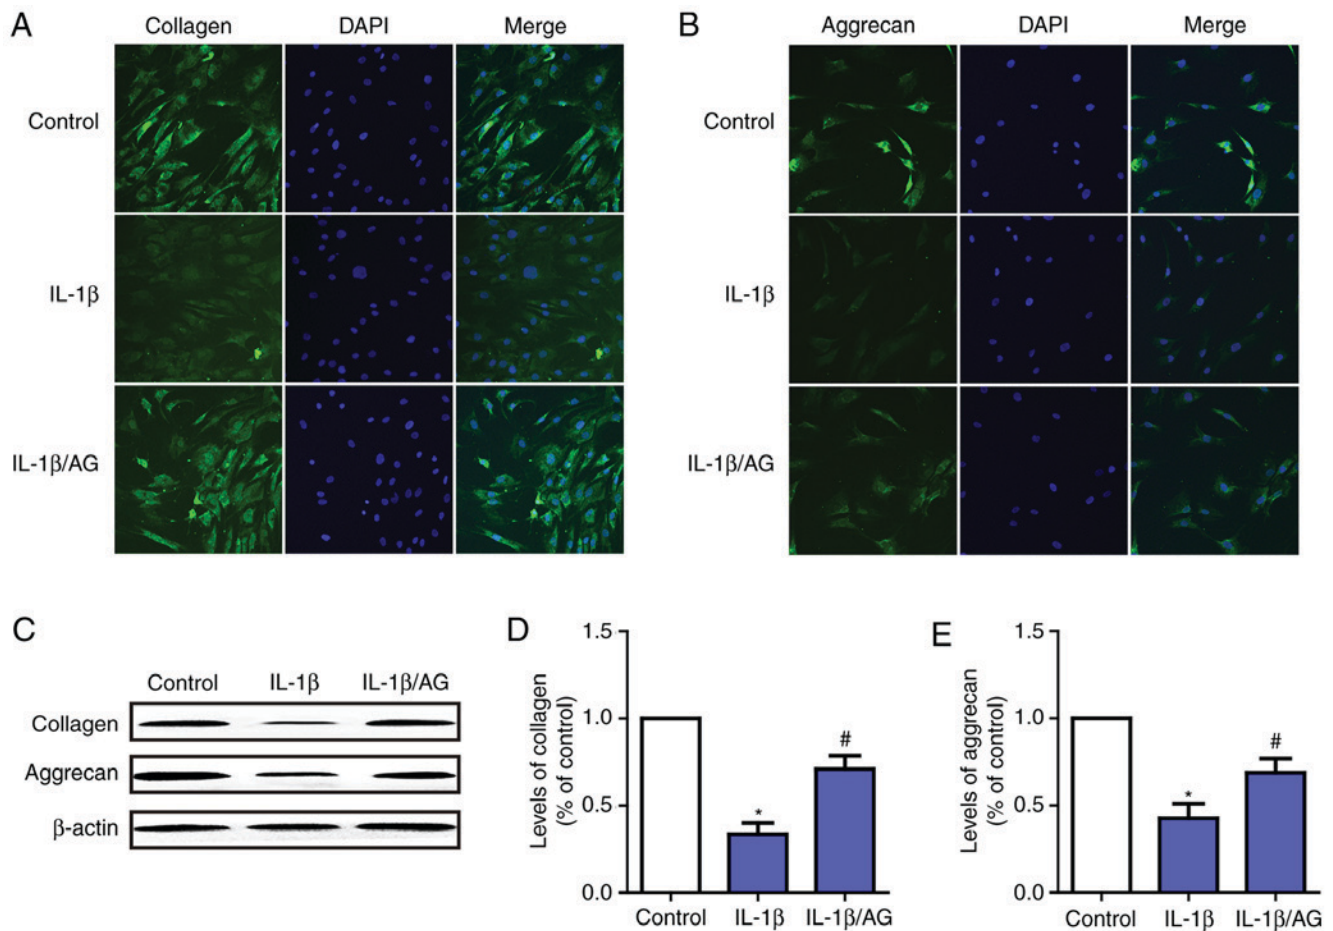 A
Collagen DAPI Merge
Control
IL-1β
IL-1β/AG
B
Aggrecan DAPI Merge
Control
IL-1β
IL-1β/AG
C
Control IL-1β IL-1β/AG
Collagen
Aggrecan
β-actin
D
Levels of collagen
(% of control)
1.5
1.0
0.5
0.0
*
#
Control IL-1β IL-1β/AG
E
Levels of aggrecan
(% of control)
1.5
1.0
0.5
0.0
*
#
Control IL-1β IL-1β/AG